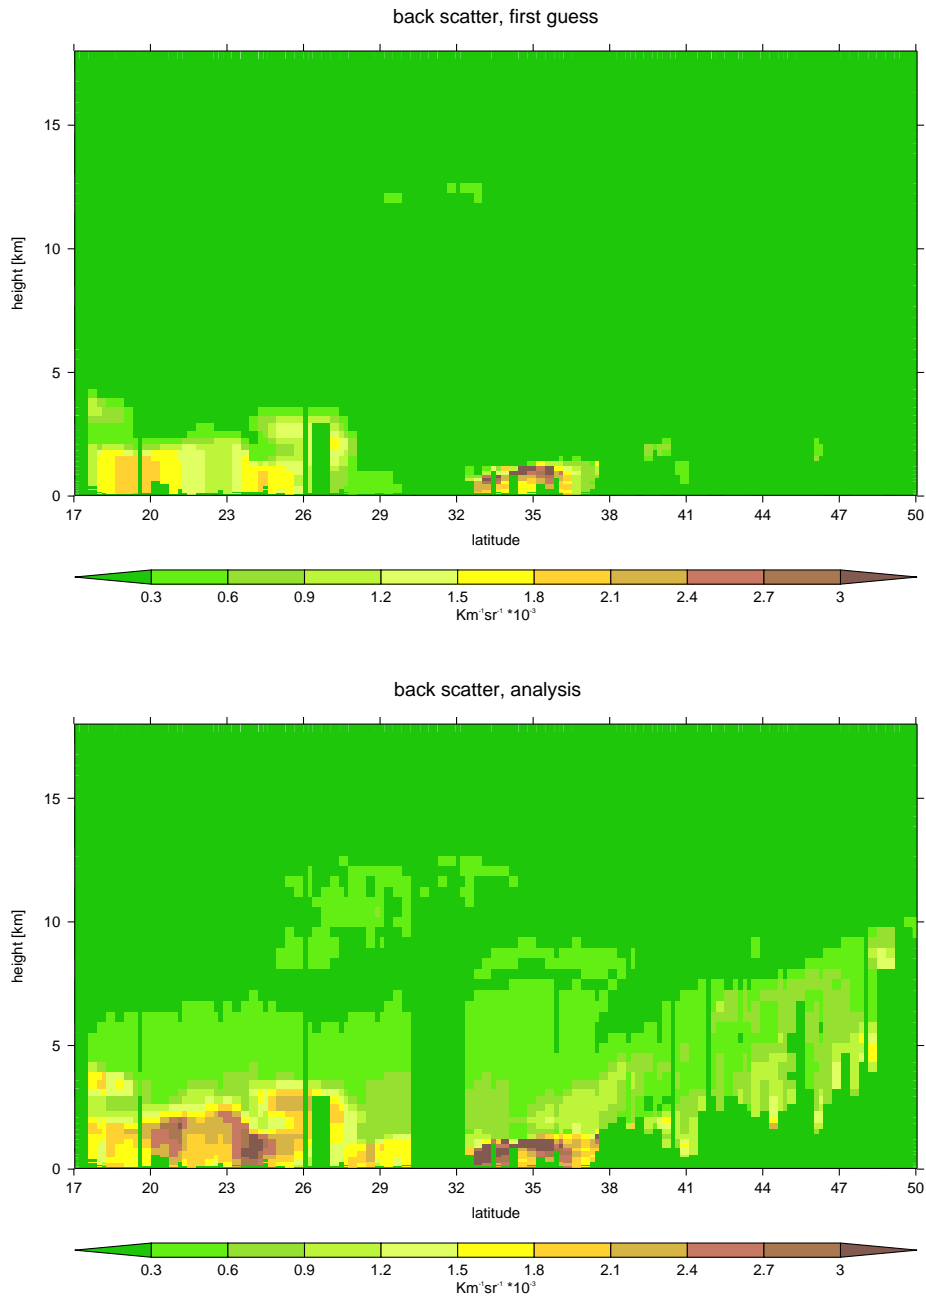 back scatter, first guess
15
10
5
0
height [km]
17 20 23 26 29 32 35 38 41 44 47 50
latitude
0.3 0.6 0.9 1.2 1.5 1.8 2.1 2.4 2.7 3
Km⁻¹sr⁻¹ *10⁻³
back scatter, analysis
15
10
5
0
height [km]
17 20 23 26 29 32 35 38 41 44 47 50
latitude
0.3 0.6 0.9 1.2 1.5 1.8 2.1 2.4 2.7 3
Km⁻¹sr⁻¹ *10⁻³